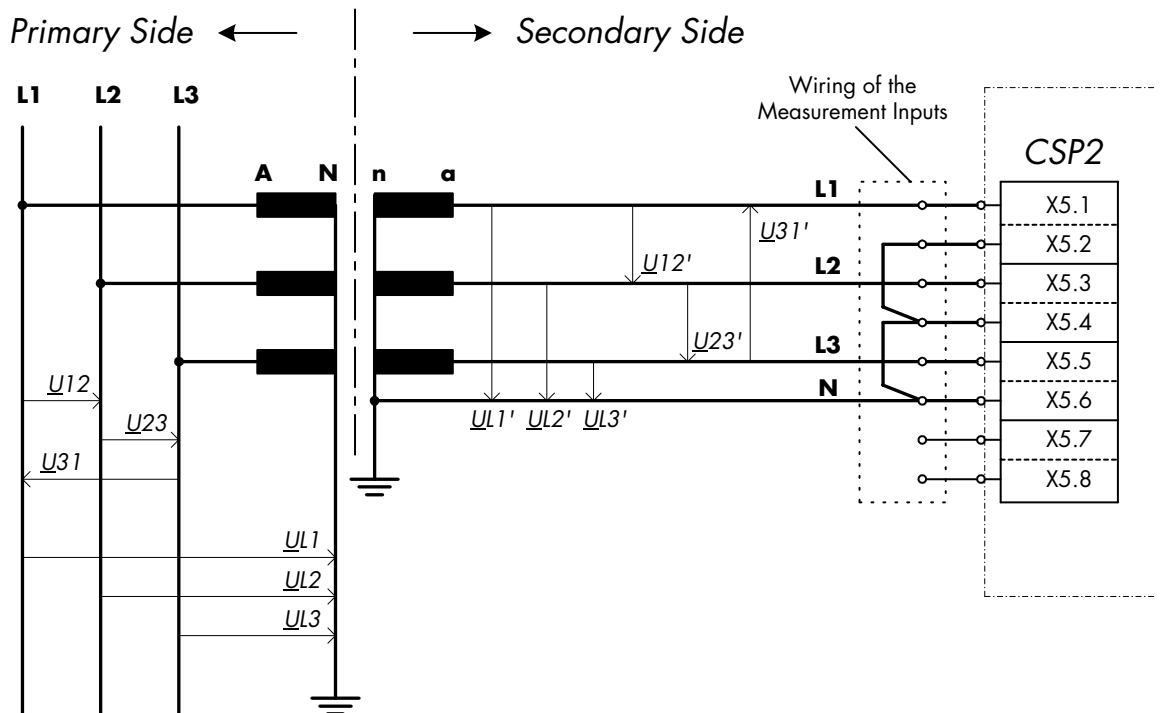 Primary Side
Secondary Side
L1 L2 L3
Wiring of the
Measurement Inputs
CSP2
A N n a
L1
X5.1
U31'
X5.2
U12'
L2
X5.3
X5.4
U23'
L3
X5.5
U12
N
X5.6
UL1' UL2' UL3'
U23
X5.7
U31
X5.8
UL1
UL2
UL3